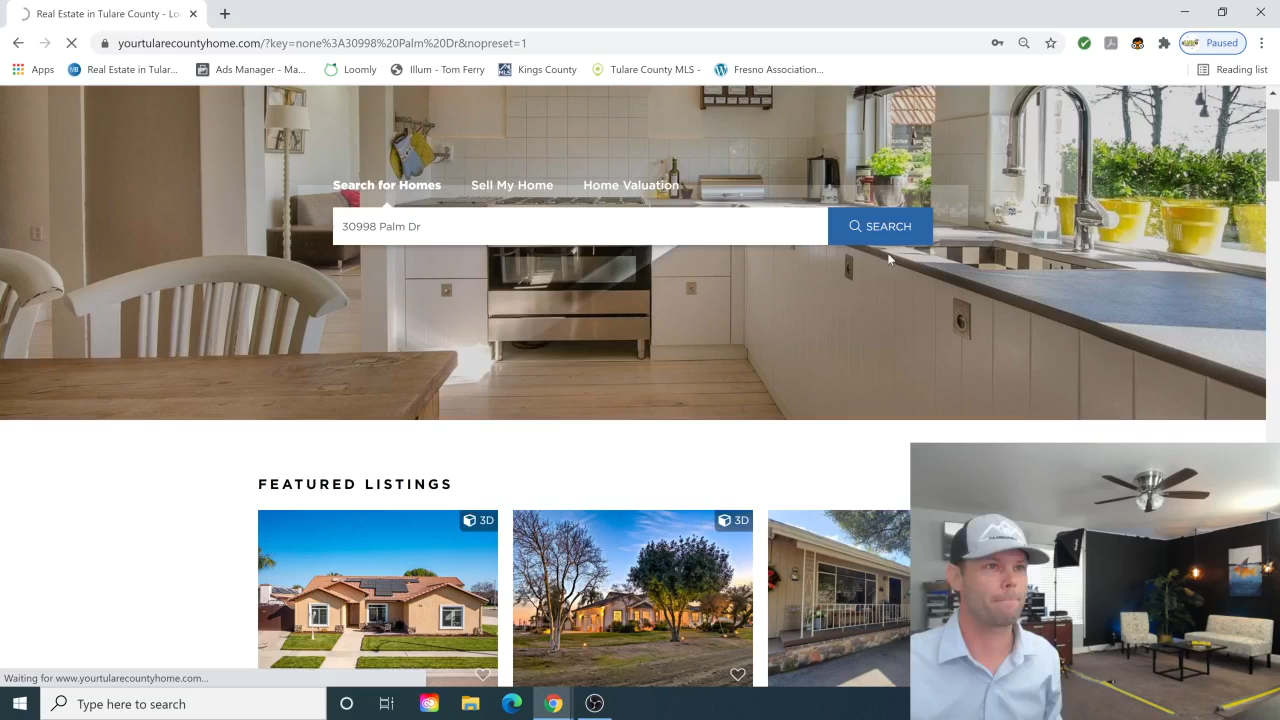 Real Estate in Tulare County - Lo
yourtularecountyhome.com/?key=none%3A30998%20Palm%20Dr&nopreset=1
Paused
Apps
Real Estate in Tular...
Ads Manager - Ma...
Loomly
Illum - Tom Ferry
Kings County
Tulare County MLS -
Fresno Association...
Reading list
Search for Homes
Sell My Home
Home Valuation
30998 Palm Dr
SEARCH
FEATURED LISTINGS
3D
3D
Waiting for www.yourtularecountyhome.com...
Type here to search